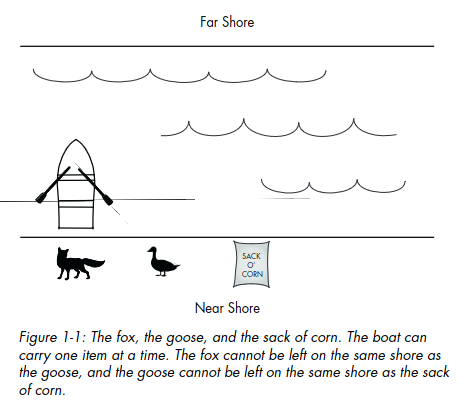 Far Shore
SACK
O'
CORN
Near Shore
Figure 1-1: The fox, the goose, and the sack of corn. The boat can
carry one item at a time. The fox cannot be left on the same shore as
the goose, and the goose cannot be left on the same shore as the sack
of corn.